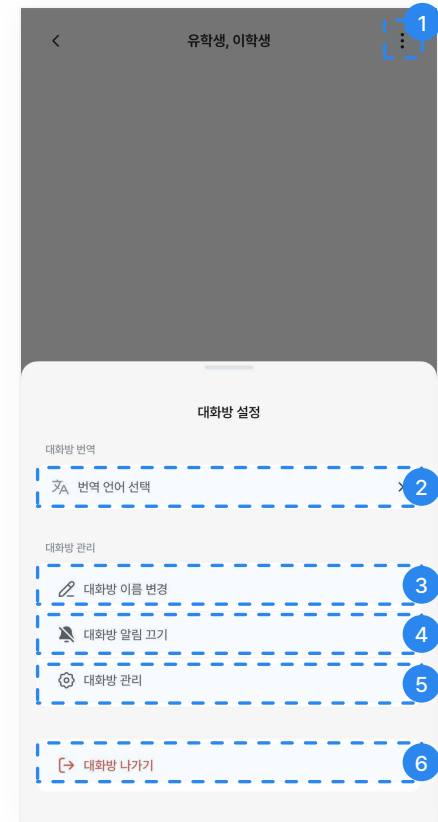 1
유학생, 이학생
대화방 설정
대화방 번역
번역 언어 선택
2
대화방 관리
대화방 이름 변경
3
대화방 알림 끄기
4
대화방 관리
5
대화방 나가기
6